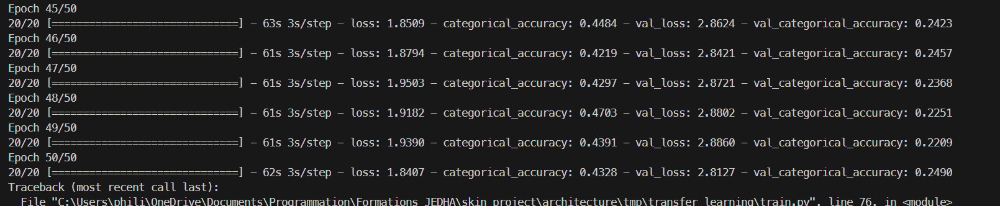 Epoch 45/50
20/20 [==============================] - 63s 3s/step - loss: 1.8509 - categorical_accuracy: 0.4484 - val_loss: 2.8624 - val_categorical_accuracy: 0.2423
Epoch 46/50
20/20 [==============================] - 61s 3s/step - loss: 1.8794 - categorical_accuracy: 0.4219 - val_loss: 2.8421 - val_categorical_accuracy: 0.2457
Epoch 47/50
20/20 [==============================] - 61s 3s/step - loss: 1.9503 - categorical_accuracy: 0.4297 - val_loss: 2.8721 - val_categorical_accuracy: 0.2368
Epoch 48/50
20/20 [==============================] - 61s 3s/step - loss: 1.9182 - categorical_accuracy: 0.4703 - val_loss: 2.8802 - val_categorical_accuracy: 0.2251
Epoch 49/50
20/20 [==============================] - 61s 3s/step - loss: 1.9390 - categorical_accuracy: 0.4391 - val_loss: 2.8860 - val_categorical_accuracy: 0.2209
Epoch 50/50
20/20 [==============================] - 62s 3s/step - loss: 1.8407 - categorical_accuracy: 0.4328 - val_loss: 2.8127 - val_categorical_accuracy: 0.2490
Traceback (most recent call last):
  File "C:\Users\phili\OneDrive\Documents\Programmation\Formations JEDHA\skin_project\architecture\tmp\transfer_learning\train.py", line 76, in <module>